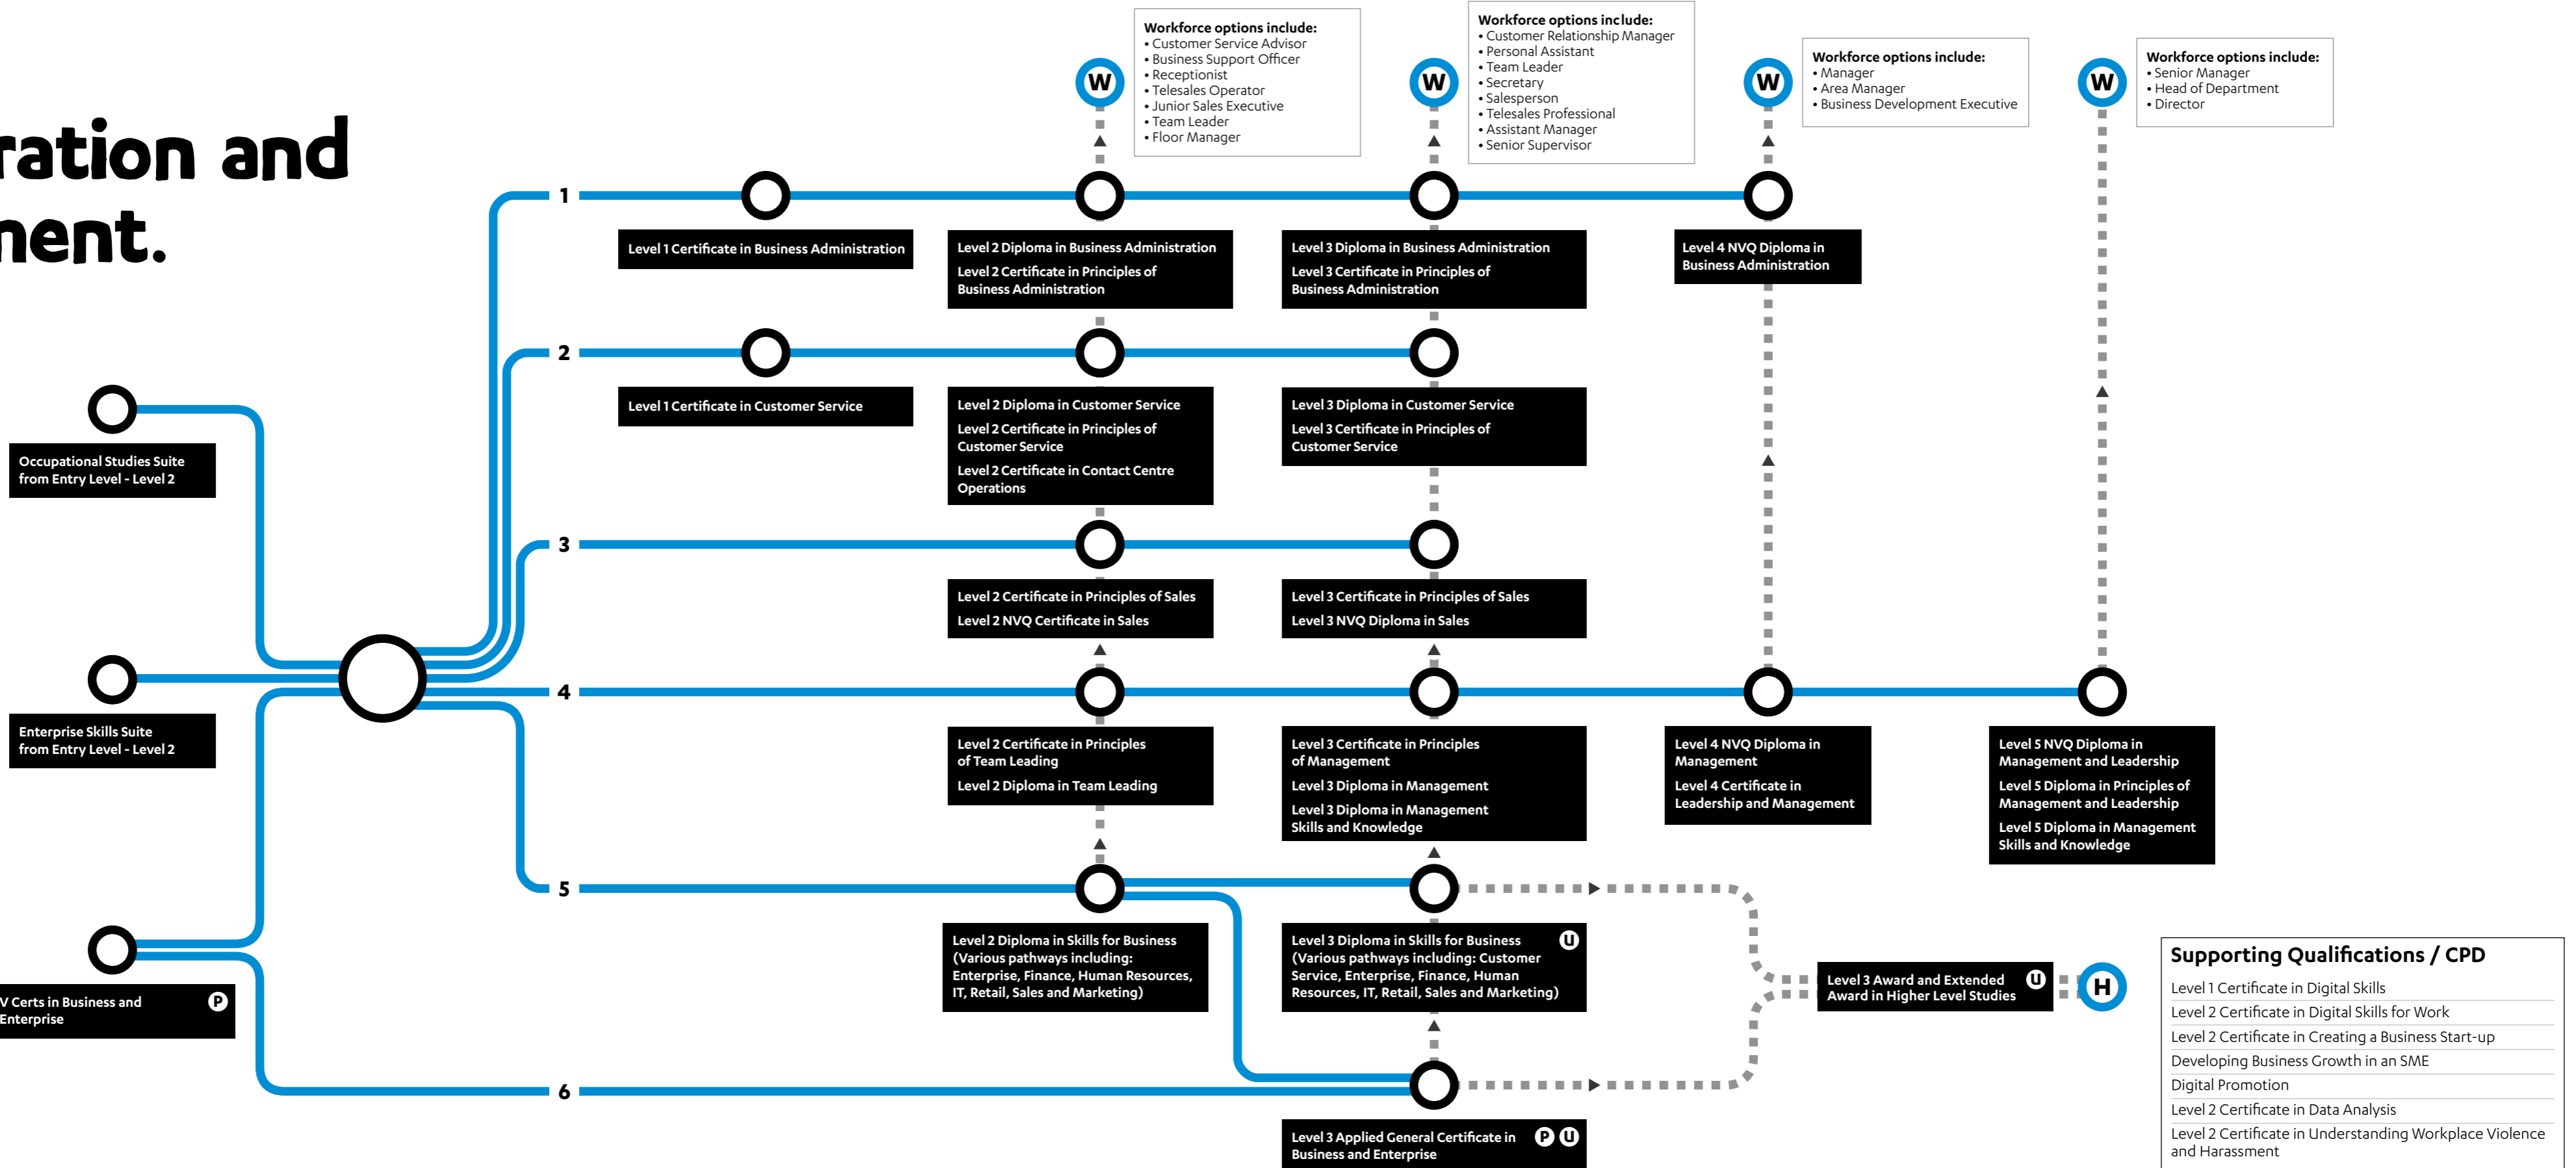 ration and
ment.
Workforce options include:
• Customer Service Advisor
• Business Support Officer
• Receptionist
• Telesales Operator
• Junior Sales Executive
• Team Leader
• Floor Manager
Workforce options include:
• Customer Relationship Manager
• Personal Assistant
• Team Leader
• Secretary
• Salesperson
• Telesales Professional
• Assistant Manager
• Senior Supervisor
Workforce options include:
• Manager
• Area Manager
• Business Development Executive
Workforce options include:
• Senior Manager
• Head of Department
• Director
W
W
W
W
1
Level 1 Certificate in Business Administration
Level 2 Diploma in Business Administration
Level 2 Certificate in Principles of
Business Administration
Level 3 Diploma in Business Administration
Level 3 Certificate in Principles of
Business Administration
Level 4 NVQ Diploma in
Business Administration
2
Level 1 Certificate in Customer Service
Level 2 Diploma in Customer Service
Level 2 Certificate in Principles of
Customer Service
Level 2 Certificate in Contact Centre
Operations
Level 3 Diploma in Customer Service
Level 3 Certificate in Principles of
Customer Service
Occupational Studies Suite
from Entry Level - Level 2
3
Level 2 Certificate in Principles of Sales
Level 2 NVQ Certificate in Sales
Level 3 Certificate in Principles of Sales
Level 3 NVQ Diploma in Sales
Enterprise Skills Suite
from Entry Level - Level 2
4
Level 2 Certificate in Principles
of Team Leading
Level 2 Diploma in Team Leading
Level 3 Certificate in Principles
of Management
Level 3 Diploma in Management
Level 3 Diploma in Management
Skills and Knowledge
Level 4 NVQ Diploma in
Management
Level 4 Certificate in
Leadership and Management
Level 5 NVQ Diploma in
Management and Leadership
Level 5 Diploma in Principles of
Management and Leadership
Level 5 Diploma in Management
Skills and Knowledge
5
V Certs in Business and P
Enterprise
Level 2 Diploma in Skills for Business
(Various pathways including:
Enterprise, Finance, Human Resources,
IT, Retail, Sales and Marketing)
Level 3 Diploma in Skills for Business U
(Various pathways including: Customer
Service, Enterprise, Finance, Human
Resources, IT, Retail, Sales and Marketing)
Level 3 Award and Extended U
Award in Higher Level Studies
H
6
Level 3 Applied General Certificate in P U
Business and Enterprise
Supporting Qualifications / CPD
Level 1 Certificate in Digital Skills
Level 2 Certificate in Digital Skills for Work
Level 2 Certificate in Creating a Business Start-up
Developing Business Growth in an SME
Digital Promotion
Level 2 Certificate in Data Analysis
Level 2 Certificate in Understanding Workplace Violence
and Harassment